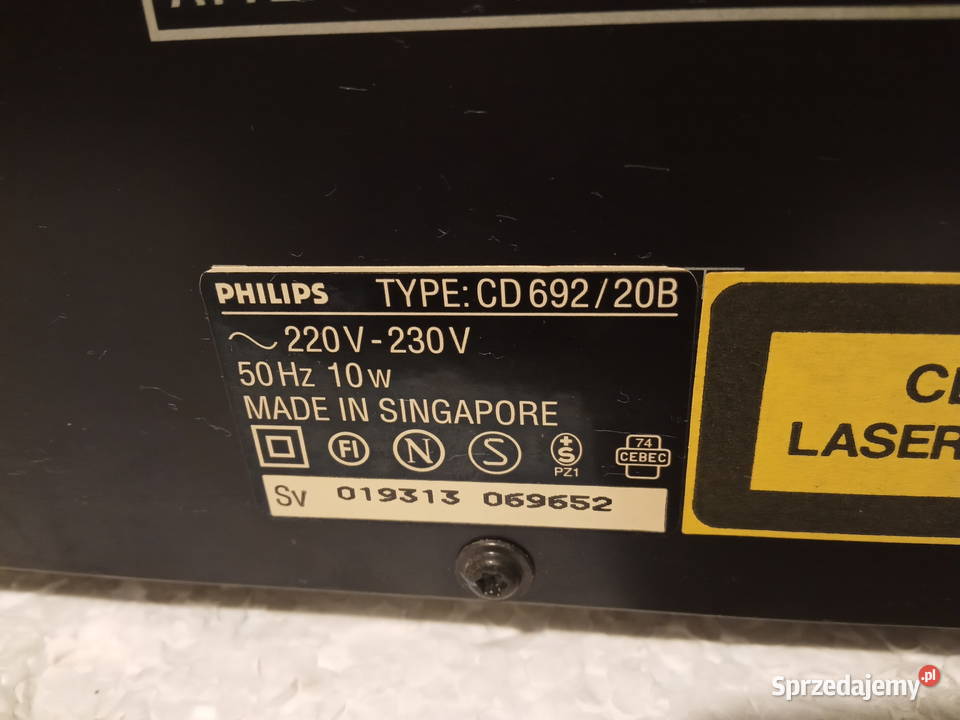 PHILIPS TYPE: CD 692 / 20B
~ 220V - 230V
50Hz 10w
MADE IN SINGAPORE
FI N S +S PZ1 74 CEBEC
Sv 019313 069652
LASER
Sprzedajemy.pl